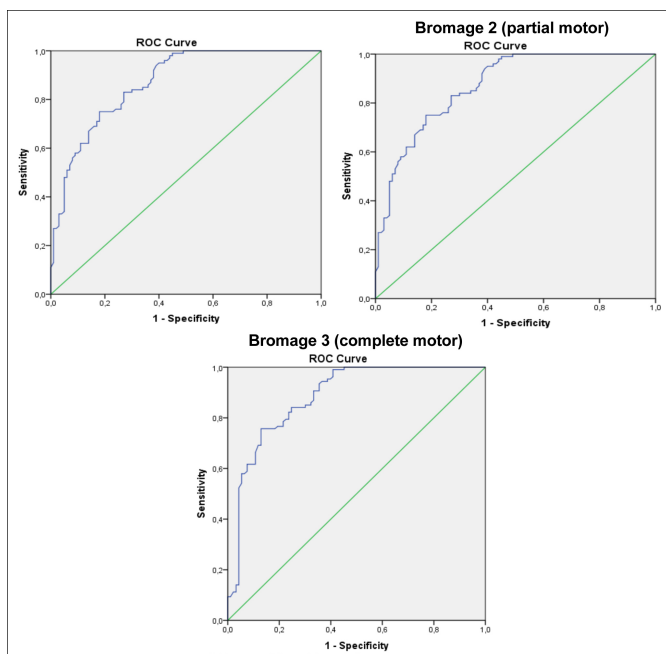 ROC Curve
1,0
0,8
0,6
0,4
0,2
0,0
Sensitivity
0,0 0,2 0,4 0,6 0,8 1,0
1 - Specificity
Bromage 2 (partial motor)
ROC Curve
1,0
0,8
0,6
0,4
0,2
0,0
Sensitivity
0,0 0,2 0,4 0,6 0,8 1,0
1 - Specificity
Bromage 3 (complete motor)
ROC Curve
1,0
0,8
0,6
0,4
0,2
0,0
Sensitivity
0,0 0,2 0,4 0,6 0,8 1,0
1 - Specificity